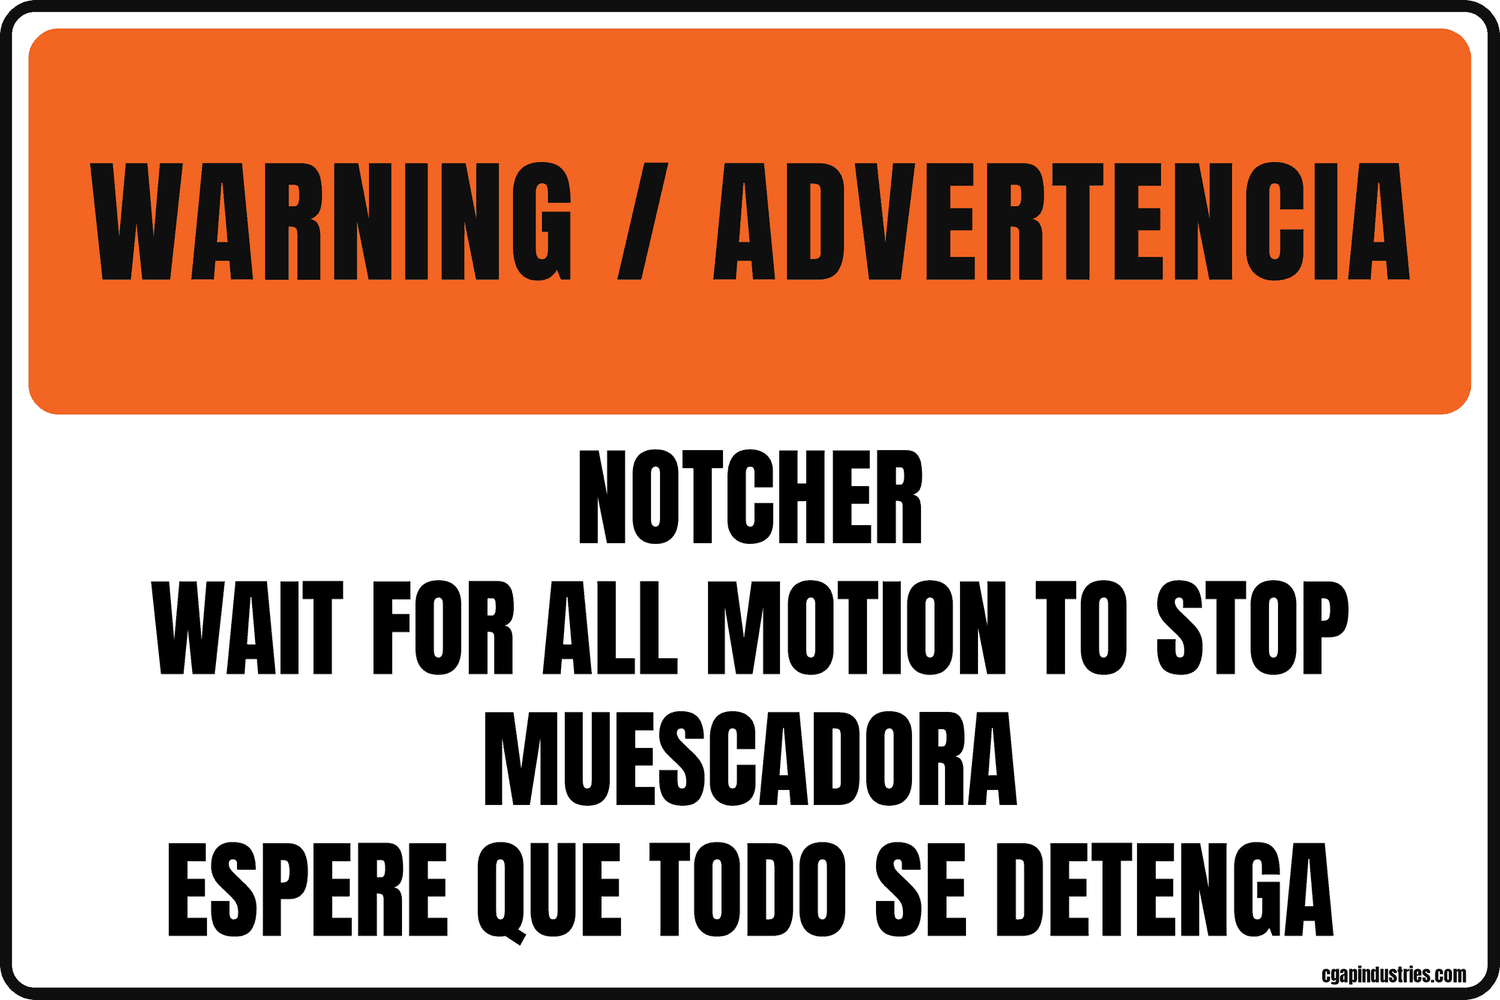 WARNING / ADVERTENCIA
NOTCHER
WAIT FOR ALL MOTION TO STOP
MUESCADORA
ESPERE QUE TODO SE DETENGA
cgapindustries.com